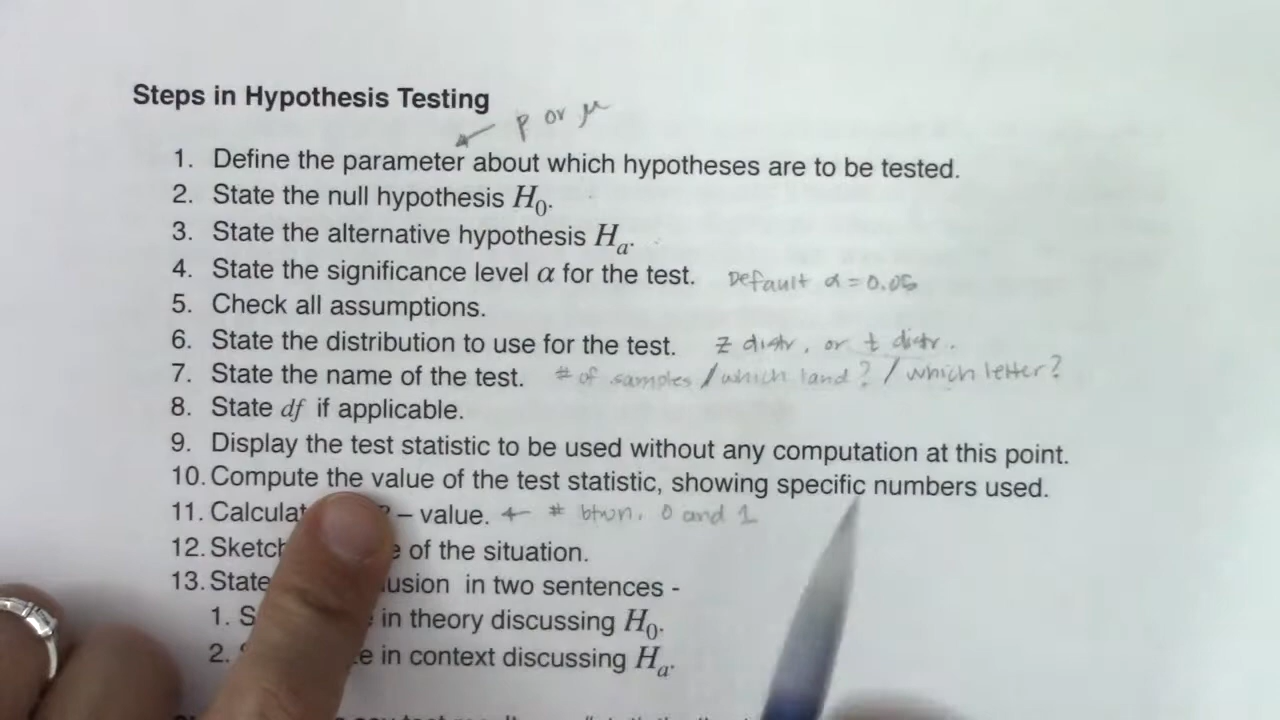 Steps in Hypothesis Testing
p or μ
1. Define the parameter about which hypotheses are to be tested.
2. State the null hypothesis H₀.
3. State the alternative hypothesis Hₐ.
4. State the significance level α for the test. Default α = 0.05
5. Check all assumptions.
6. State the distribution to use for the test. z distr. or t distr.
7. State the name of the test. # of samples / which land? / which letter?
8. State df if applicable.
9. Display the test statistic to be used without any computation at this point.
10. Compute the value of the test statistic, showing specific numbers used.
11. – value. ← # btwn. 0 and 1
12. of the situation.
13. State in two sentences -
1. in theory discussing H₀.
2. in context discussing Hₐ.